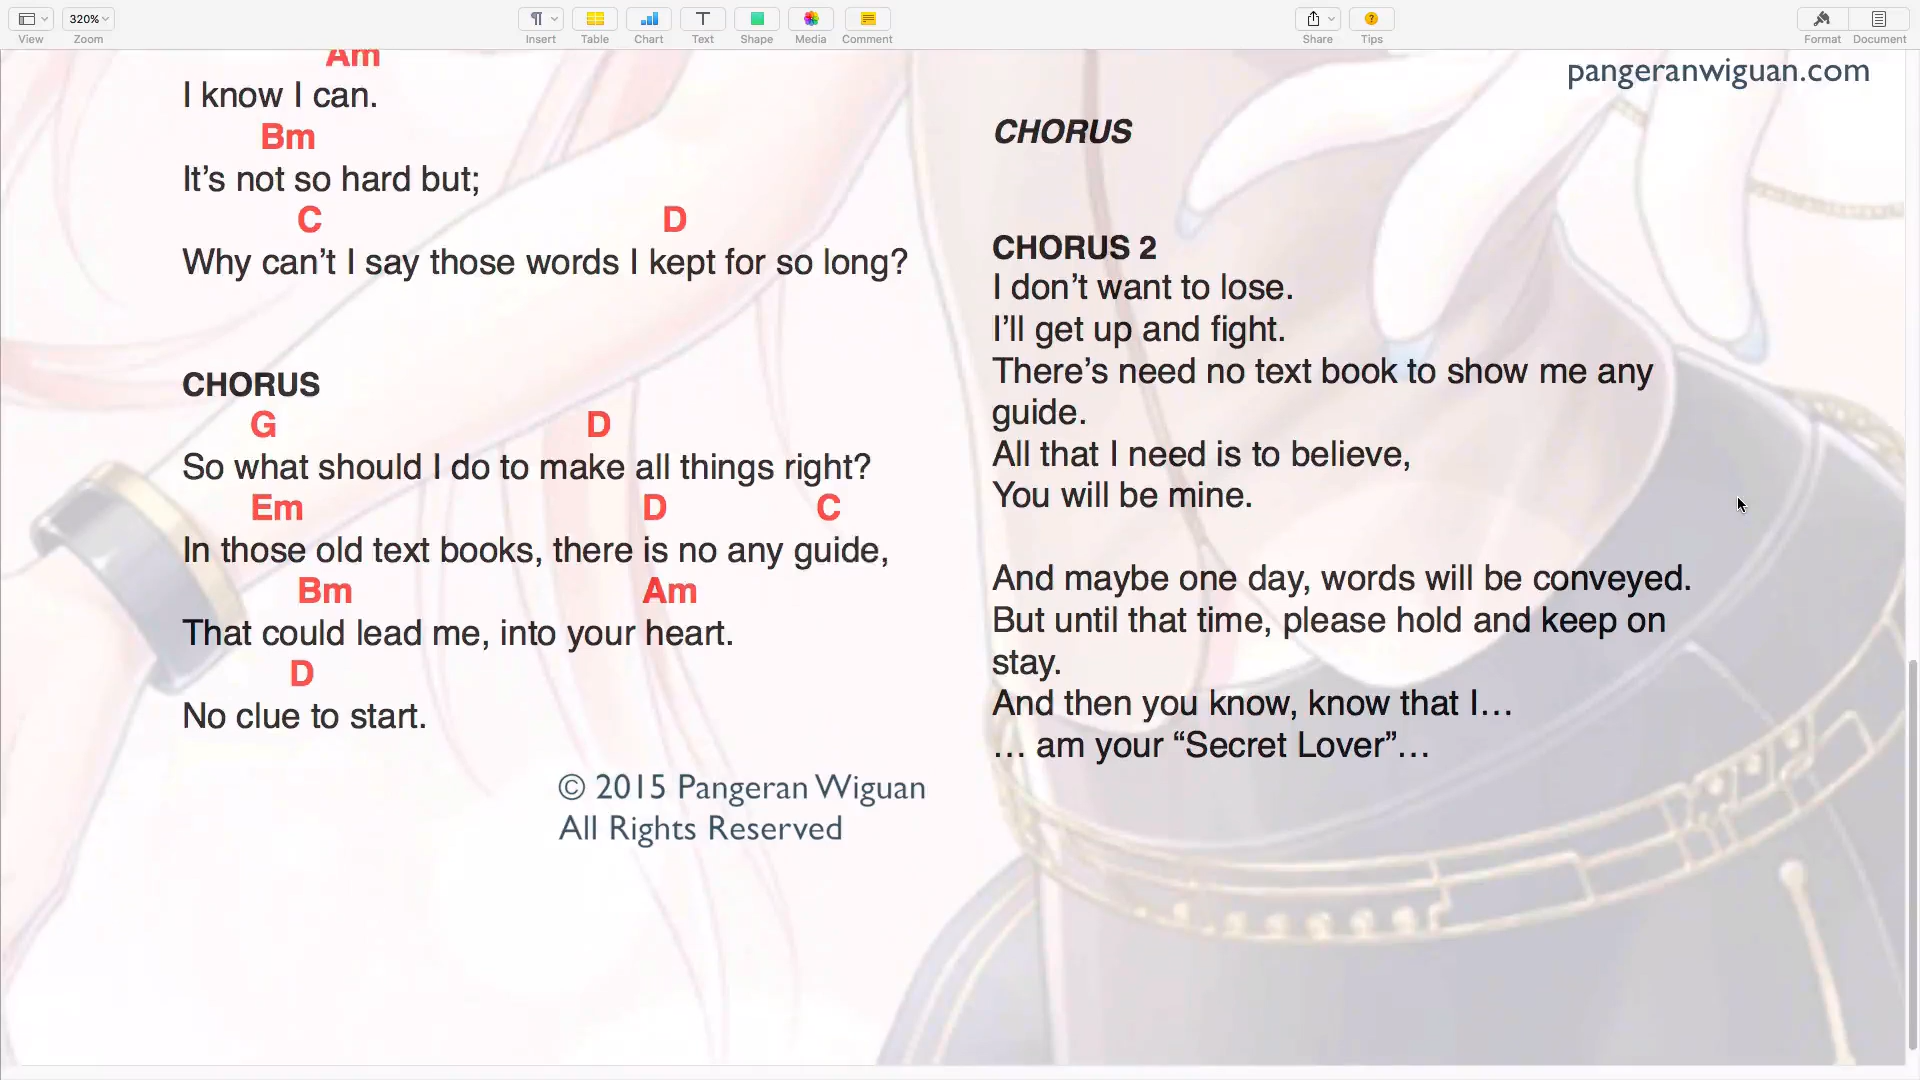 320%
View
Zoom
Insert
Table
Chart
Text
Shape
Media
Comment
Share
Tips
Format
Document
Am
I know I can.
Bm
It’s not so hard but;
C D
Why can’t I say those words I kept for so long?
CHORUS
G D
So what should I do to make all things right?
Em D C
In those old text books, there is no any guide,
Bm Am
That could lead me, into your heart.
D
No clue to start.
© 2015 Pangeran Wiguan
All Rights Reserved
pangeranwiguan.com
CHORUS
CHORUS 2
I don’t want to lose.
I’ll get up and fight.
There’s need no text book to show me any
guide.
All that I need is to believe,
You will be mine.
And maybe one day, words will be conveyed.
But until that time, please hold and keep on
stay.
And then you know, know that I…
… am your “Secret Lover”…